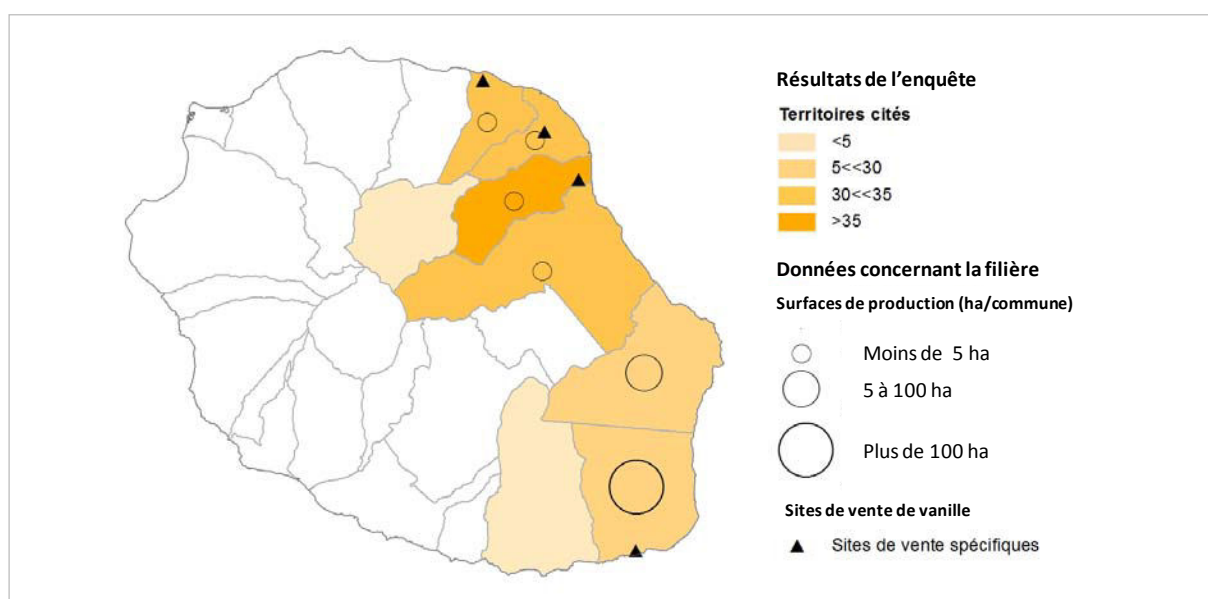 Résultats de l’enquête
Territoires cités
<5
5<<30
30<<35
>35
Données concernant la filière
Surfaces de production (ha/commune)
Moins de 5 ha
5 à 100 ha
Plus de 100 ha
Sites de vente de vanille
Sites de vente spécifiques